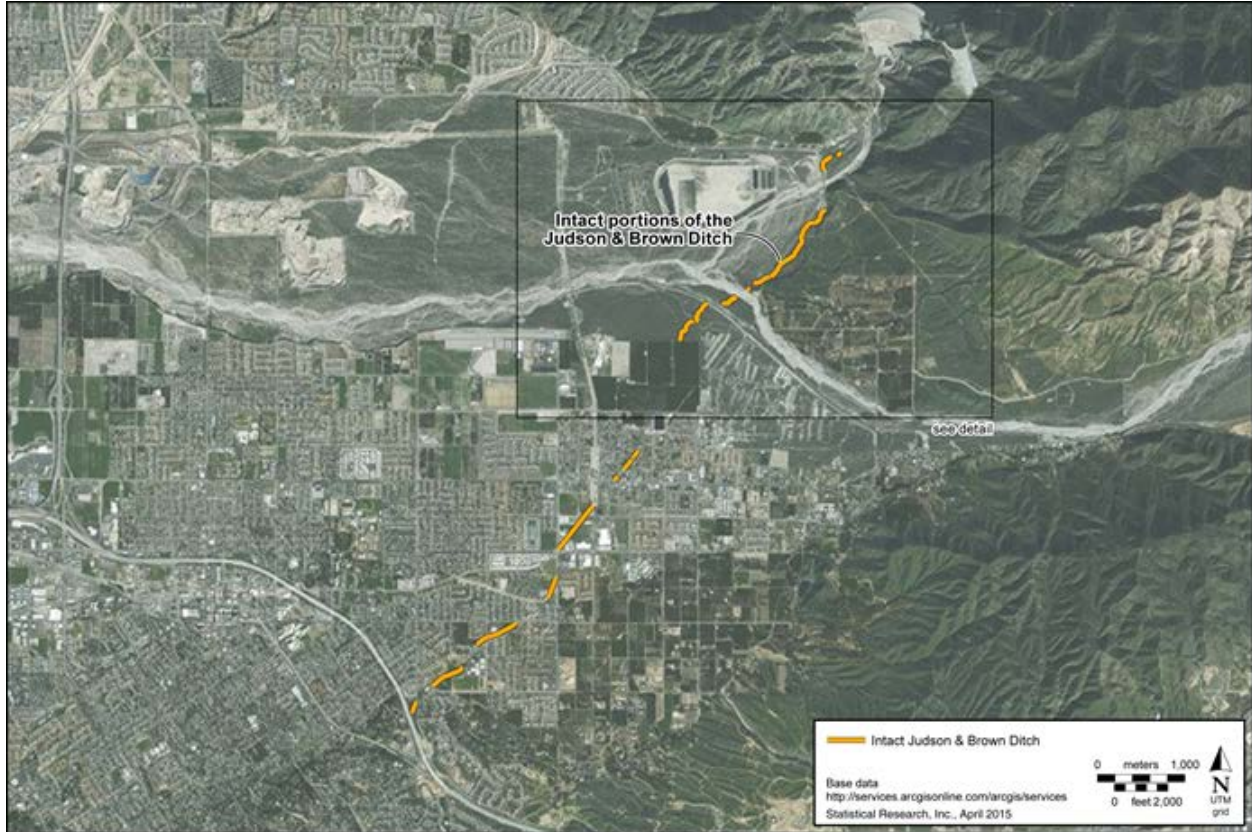 Intact portions of the
Judson & Brown Ditch
see detail
Intact Judson & Brown Ditch
Base data
http://services.arcgisonline.com/arcgis/services
Statistical Research, Inc., April 2015
0 meters 1,000
0 feet 2,000
N
UTM
grid